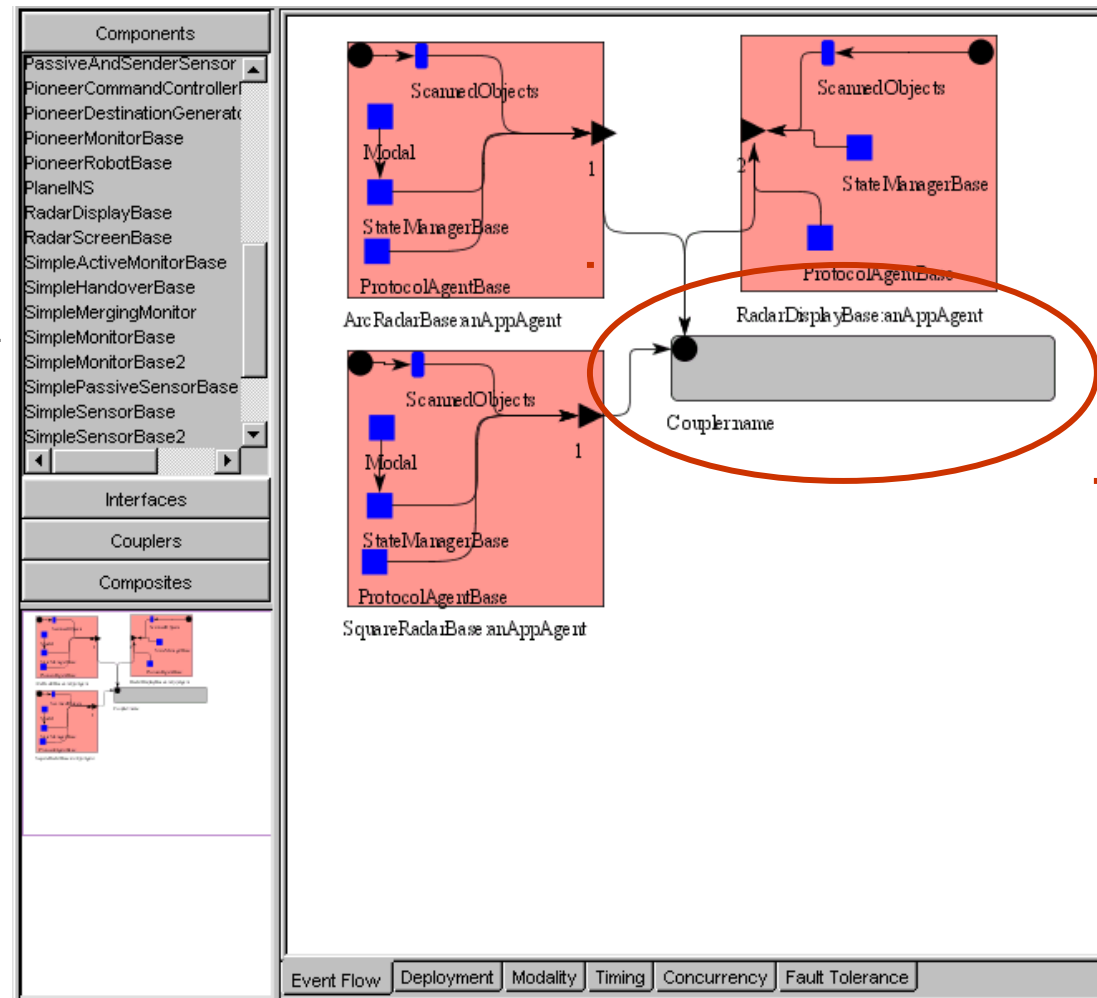 Components
PassiveAndSenderSensor
PioneerCommandController
PioneerDestinationGenerat
PioneerMonitorBase
PioneerRobotBase
PlaneINS
RadarDisplayBase
RadarScreenBase
SimpleActiveMonitorBase
SimpleHandoverBase
SimpleMergingMonitor
SimpleMonitorBase
SimpleMonitorBase2
SimplePassiveSensorBase
SimpleSensorBase
SimpleSensorBase2
Interfaces
Couplers
Composites
ScannedObjects
Modal
1
StateManagerBase
ProtocolAgentBase
ArcRadarBase:anAppAgent
ScannedObjects
2
StateManagerBase
ProtocolAgentBase
RadarDisplayBase:anAppAgent
Couplername
ScannedObjects
Modal
1
StateManagerBase
ProtocolAgentBase
SquareRadarBase:anAppAgent
Event Flow
Deployment
Modality
Timing
Concurrency
Fault Tolerance